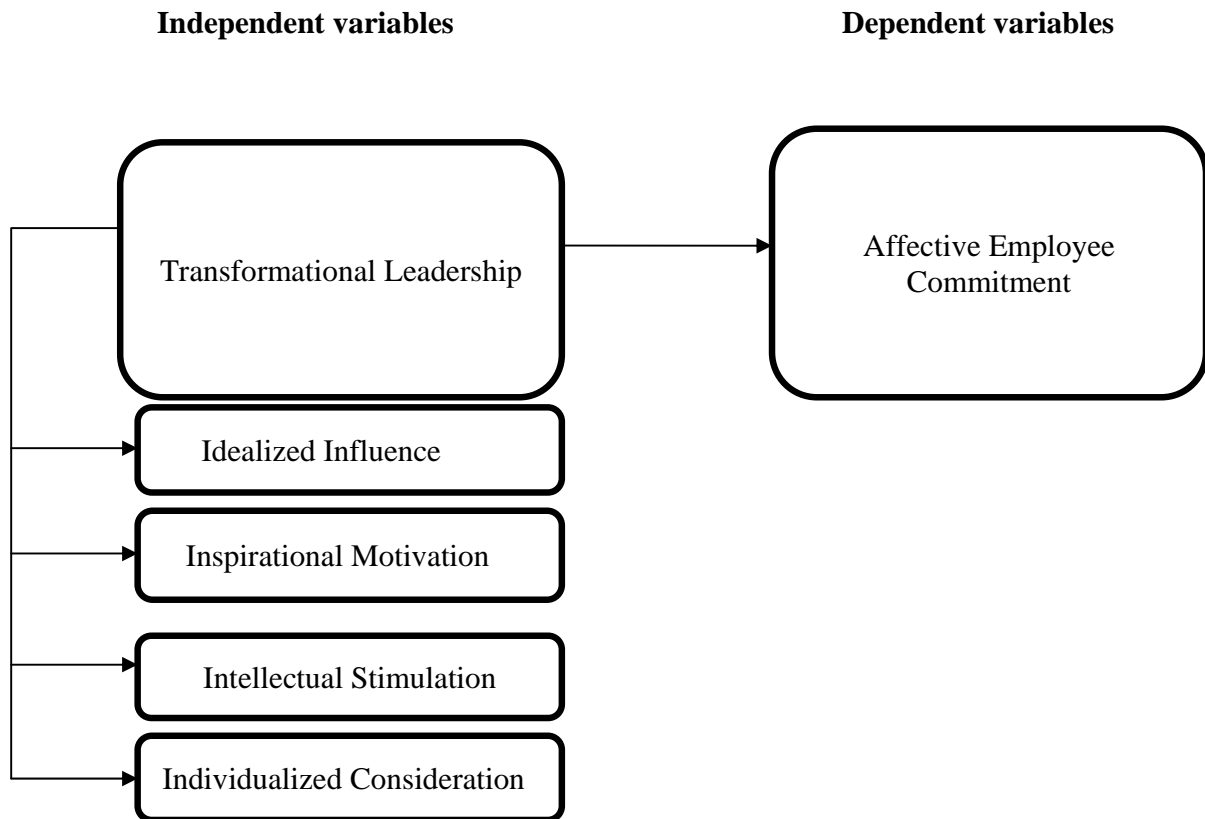 Independent variables
Dependent variables
Transformational Leadership
Affective Employee
Commitment
Idealized Influence
Inspirational Motivation
Intellectual Stimulation
Individualized Consideration